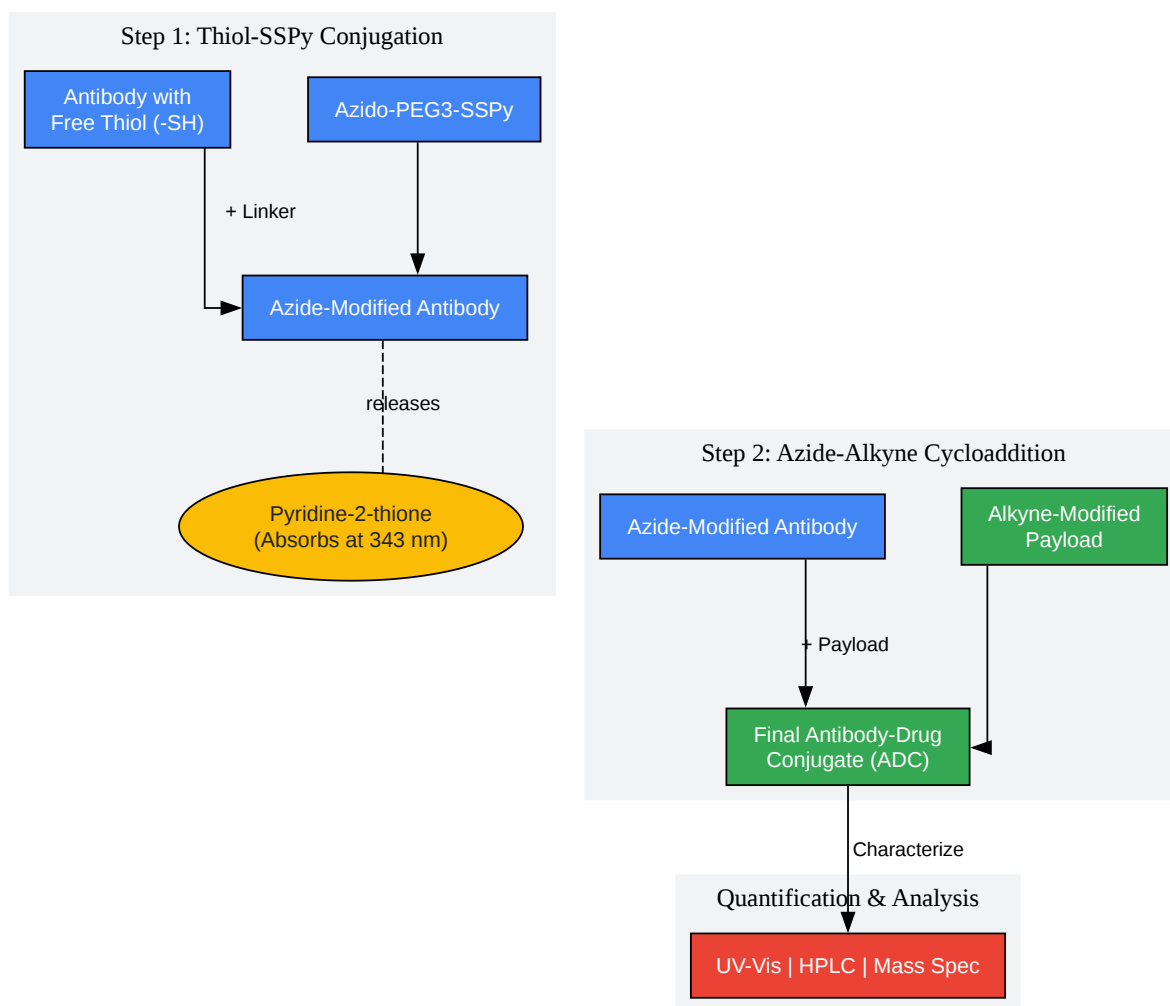 Step 1: Thiol-SSPy Conjugation
Antibody with
Free Thiol (-SH)
Azido-PEG3-SSPy
+ Linker
Azide-Modified Antibody
releases
Pyridine-2-thione
(Absorbs at 343 nm)
Step 2: Azide-Alkyne Cycloaddition
Azide-Modified Antibody
Alkyne-Modified
Payload
+ Payload
Final Antibody-Drug
Conjugate (ADC)
Characterize
Quantification & Analysis
UV-Vis | HPLC | Mass Spec